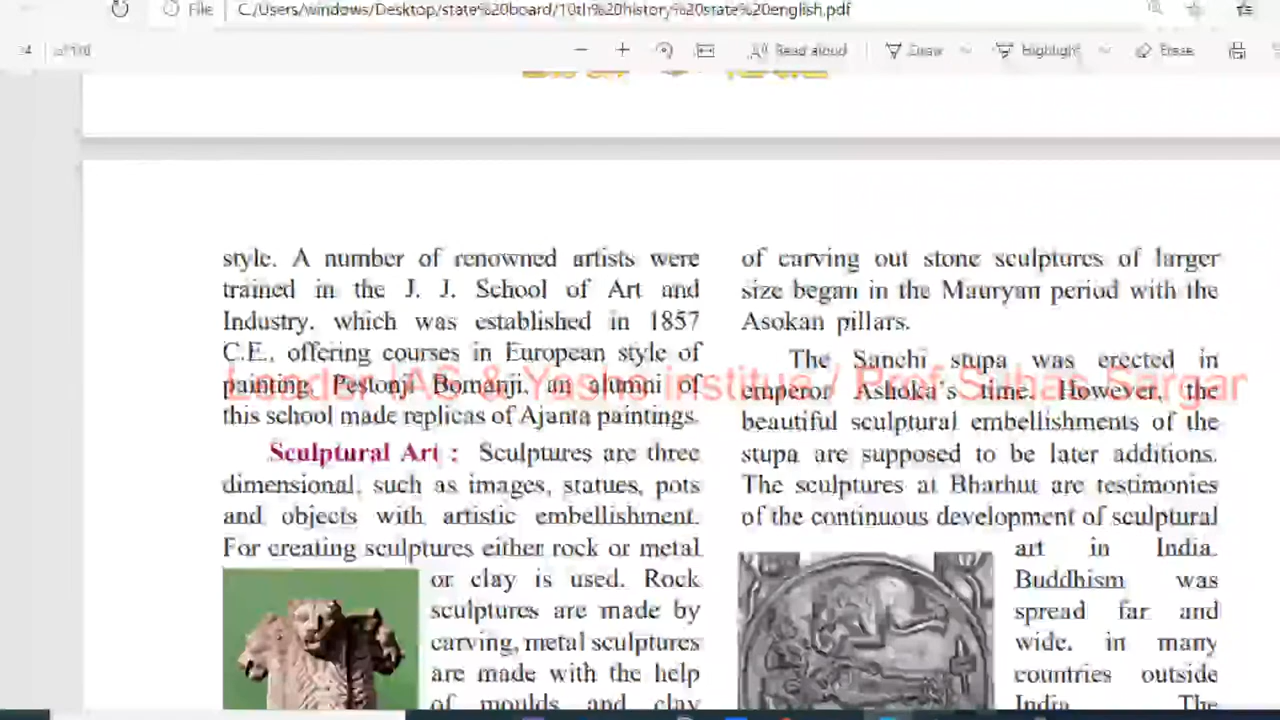 File C:/Users/windows/Desktop/state%20board/10th%20history%20state%20english.pdf
Read aloud Draw Highlight Erase
style. A number of renowned artists were
trained in the J. J. School of Art and
Industry, which was established in 1857
C.E., offering courses in European style of
painting. Pestonji Bomanji, an alumni of
this school made replicas of Ajanta paintings.
Sculptural Art : Sculptures are three
dimensional, such as images, statues, pots
and objects with artistic embellishment.
For creating sculptures either rock or metal
or clay is used. Rock
sculptures are made by
carving, metal sculptures
are made with the help
of moulds and clay
of carving out stone sculptures of larger
size began in the Mauryan period with the
Asokan pillars.
The Sanchi stupa was erected in
emperor Ashoka's time. However, the
beautiful sculptural embellishments of the
stupa are supposed to be later additions.
The sculptures at Bharhut are testimonies
of the continuous development of sculptural
art in India.
Buddhism was
spread far and
wide, in many
countries outside
India. The
Leader IAS & Yashs institue / Prof Suhas Sargar